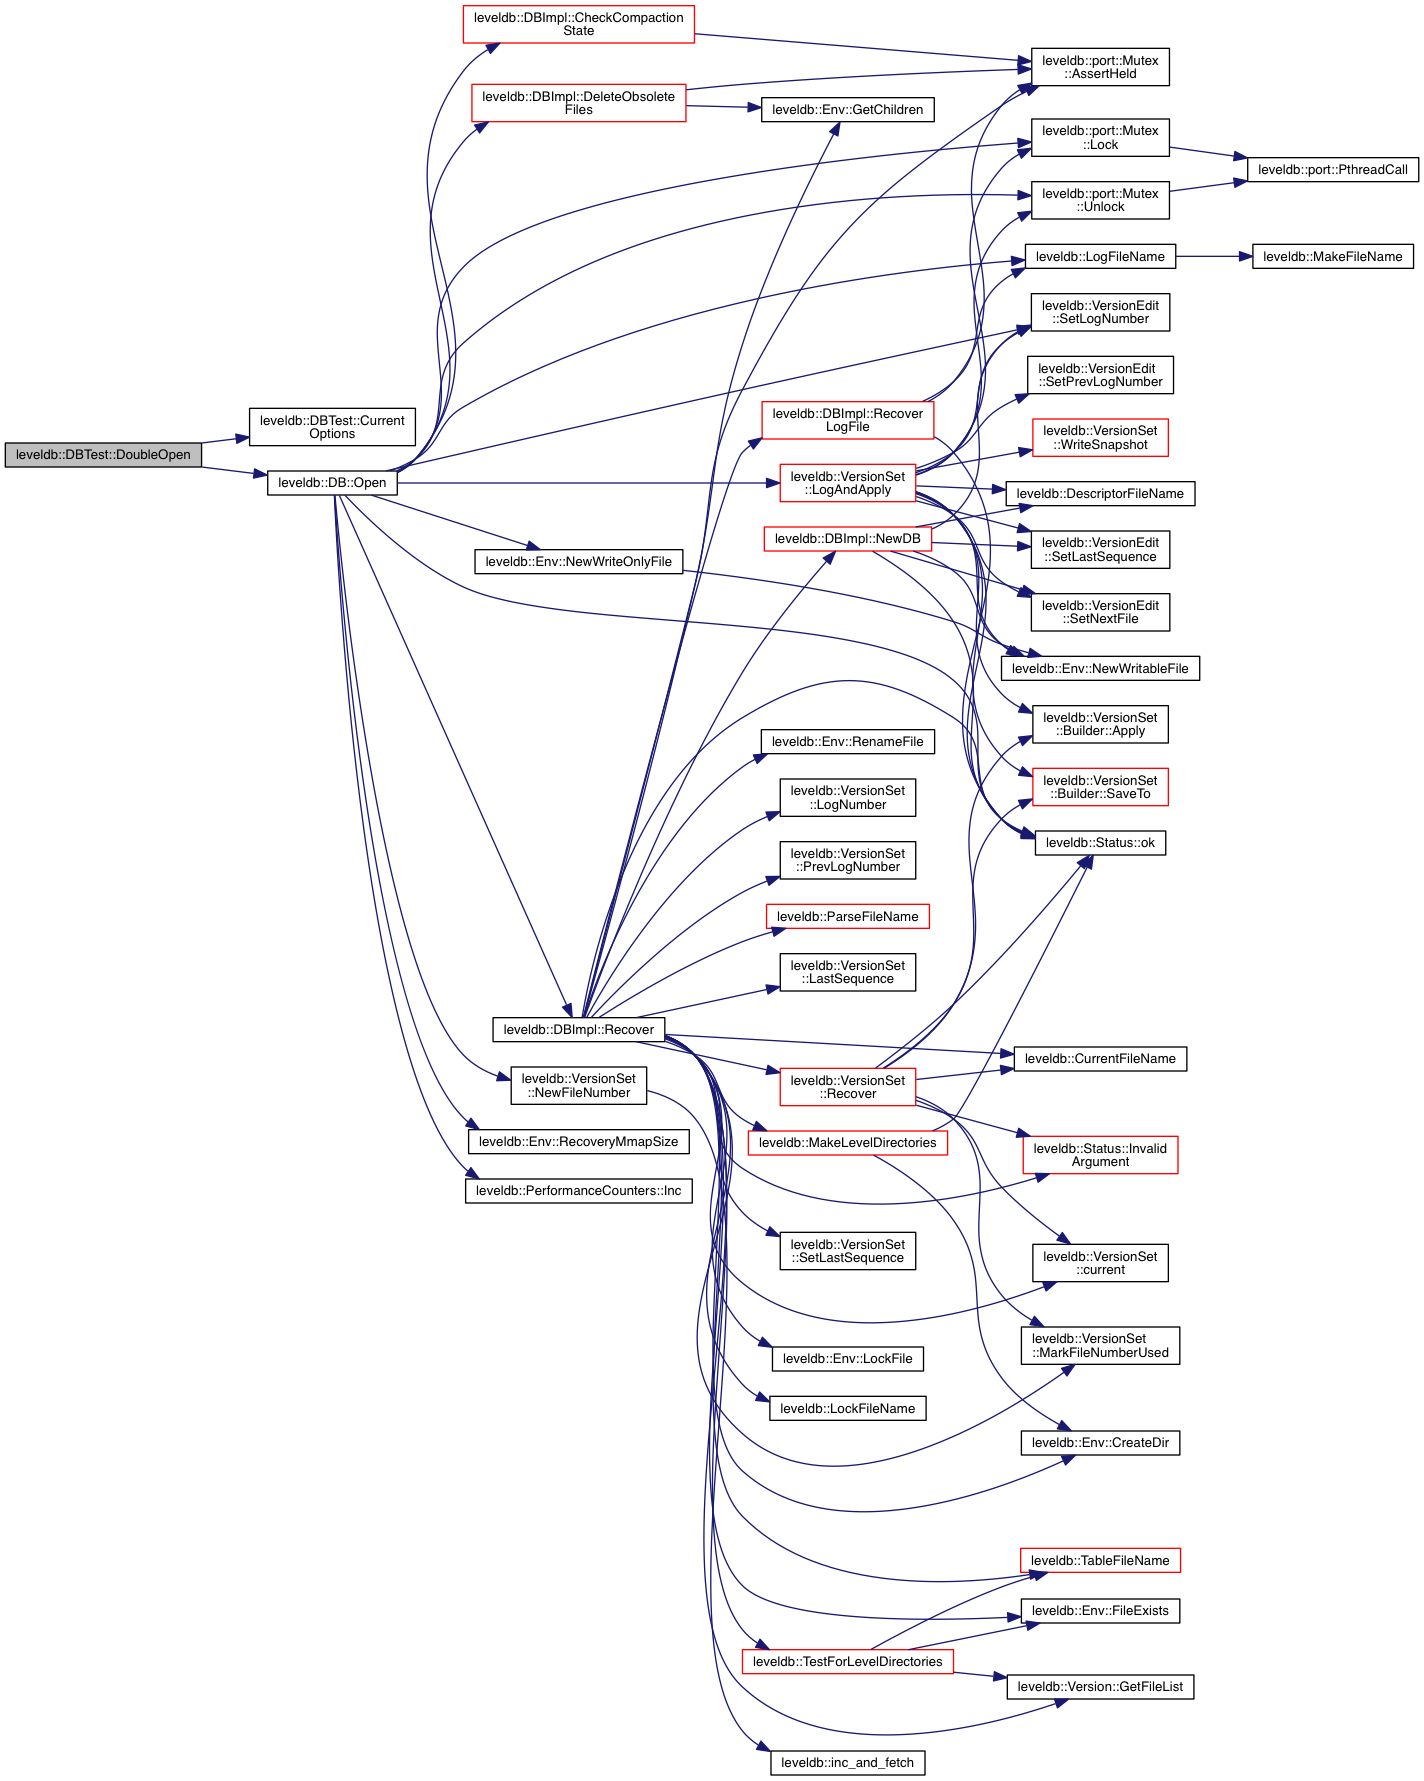 leveldb::DBTest::DoubleOpen
leveldb::DBTest::Current
Options
leveldb::DB::Open
leveldb::DBImpl::CheckCompaction
State
leveldb::DBImpl::DeleteObsolete
Files
leveldb::Env::NewWriteOnlyFile
leveldb::DBImpl::Recover
leveldb::VersionSet
::NewFileNumber
leveldb::Env::RecoveryMmapSize
leveldb::PerformanceCounters::Inc
leveldb::Env::GetChildren
leveldb::DBImpl::Recover
LogFile
leveldb::VersionSet
::LogAndApply
leveldb::DBImpl::NewDB
leveldb::Env::RenameFile
leveldb::VersionSet
::LogNumber
leveldb::VersionSet
::PrevLogNumber
leveldb::ParseFileName
leveldb::VersionSet
::LastSequence
leveldb::VersionSet
::Recover
leveldb::MakeLevelDirectories
leveldb::VersionSet
::SetLastSequence
leveldb::Env::LockFile
leveldb::LockFileName
leveldb::TestForLevelDirectories
leveldb::inc_and_fetch
leveldb::port::Mutex
::AssertHeld
leveldb::port::Mutex
::Lock
leveldb::port::Mutex
::Unlock
leveldb::LogFileName
leveldb::VersionEdit
::SetLogNumber
leveldb::VersionEdit
::SetPrevLogNumber
leveldb::VersionSet
::WriteSnapshot
leveldb::DescriptorFileName
leveldb::VersionEdit
::SetLastSequence
leveldb::VersionEdit
::SetNextFile
leveldb::Env::NewWritableFile
leveldb::VersionSet
::Builder::Apply
leveldb::VersionSet
::Builder::SaveTo
leveldb::Status::ok
leveldb::CurrentFileName
leveldb::Status::Invalid
Argument
leveldb::VersionSet
::current
leveldb::VersionSet
::MarkFileNumberUsed
leveldb::Env::CreateDir
leveldb::TableFileName
leveldb::Env::FileExists
leveldb::Version::GetFileList
leveldb::port::PthreadCall
leveldb::MakeFileName